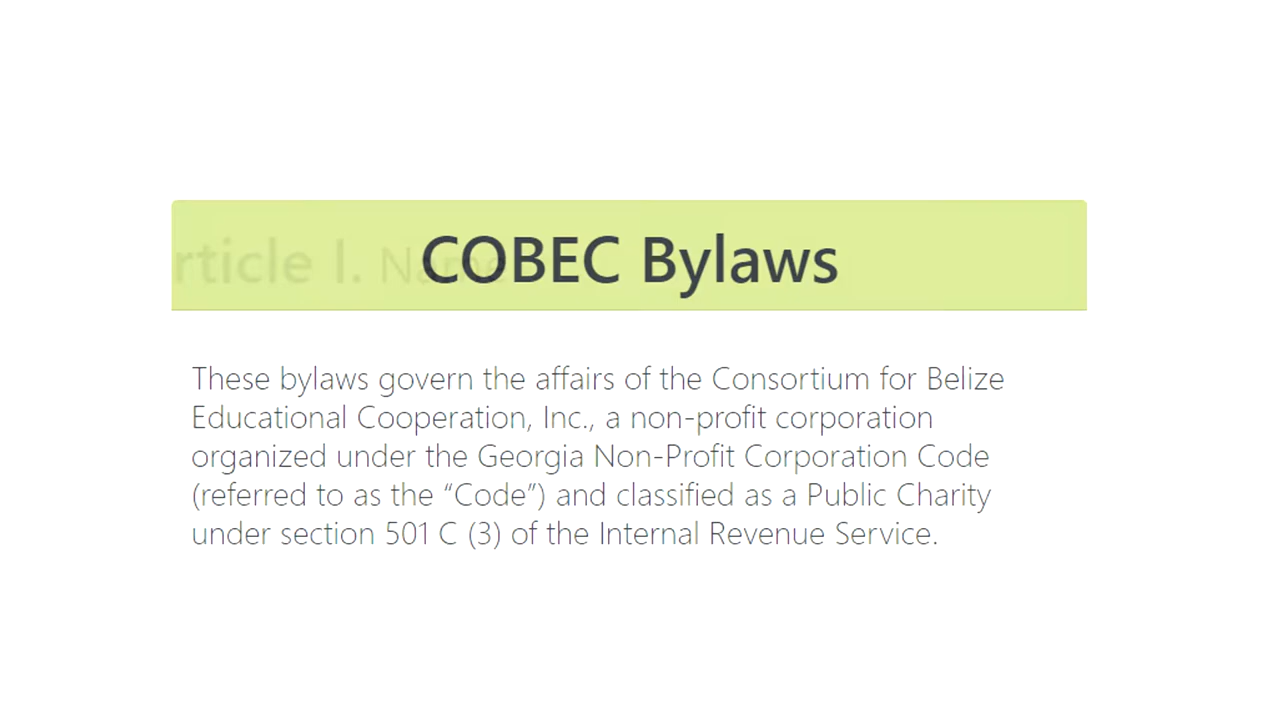 rticle I. Name
COBEC Bylaws
These bylaws govern the affairs of the Consortium for Belize
Educational Cooperation, Inc., a non-profit corporation
organized under the Georgia Non-Profit Corporation Code
(referred to as the “Code”) and classified as a Public Charity
under section 501 C (3) of the Internal Revenue Service.